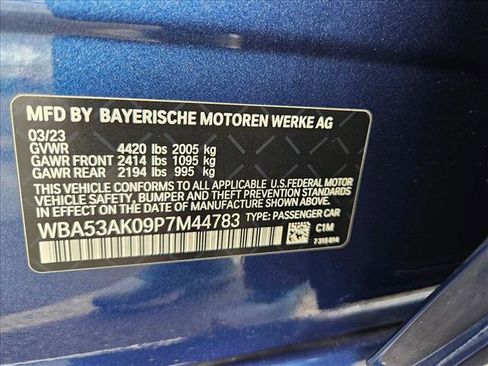 MFD BY BAYERISCHE MOTOREN WERKE AG
03/23
GVWR 4420 lbs 2005 kg
GAWR FRONT 2414 lbs 1095 kg
GAWR REAR 2194 lbs 995 kg
THIS VEHICLE CONFORMS TO ALL APPLICABLE U.S. FEDERAL MOTOR
VEHICLE SAFETY, BUMPER, AND THEFT PREVENTION STANDARDS
IN EFFECT ON THE DATE OF MANUFACTURE SHOWN ABOVE.
WBA53AK09P7M44783 TYPE: PASSENGER CAR
C1M
7315814